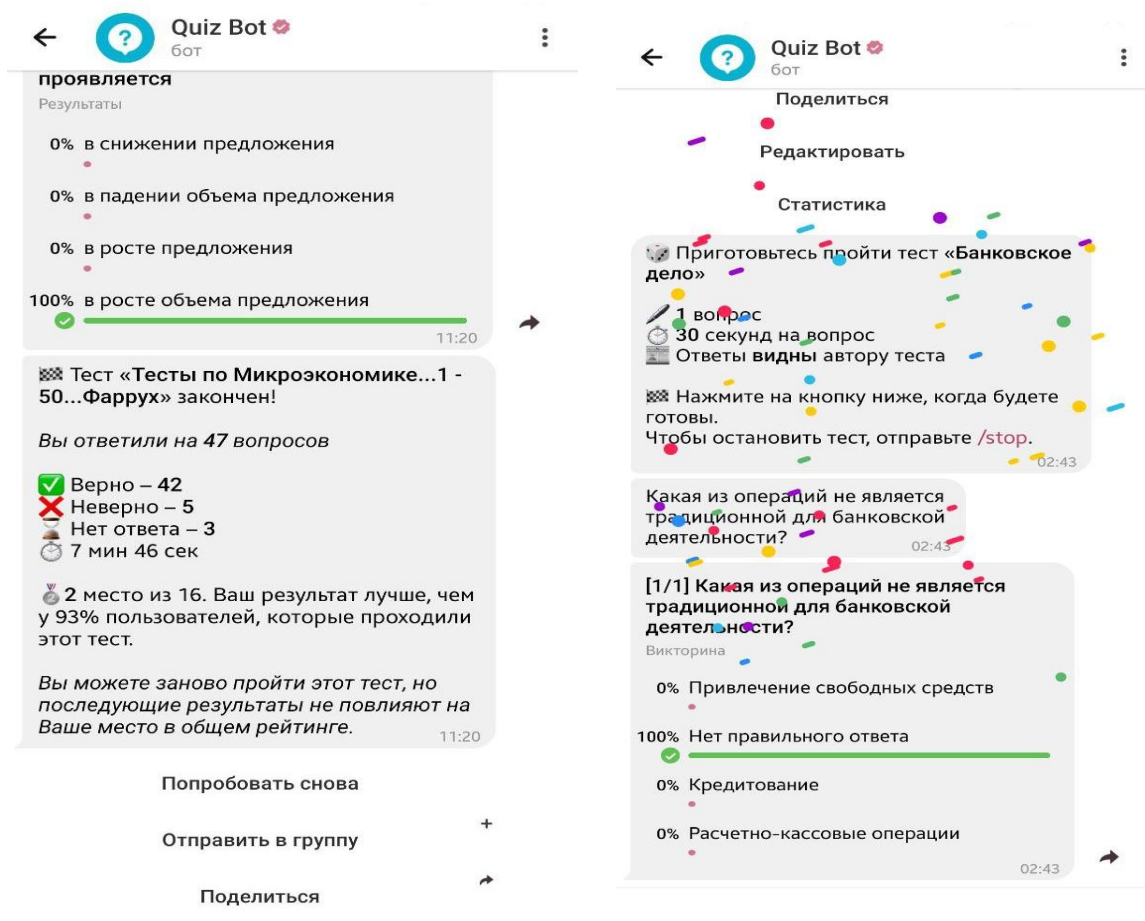 Quiz Bot
бот
проявляется
Результаты
0% в снижении предложения
0% в падении объема предложения
0% в росте предложения
100% в росте объема предложения
11:20
Тест «Тесты по Микроэкономике...1 -
50...Фаррух» закончен!
Вы ответили на 47 вопросов
Верно – 42
Неверно – 5
Нет ответа – 3
7 мин 46 сек
2 место из 16. Ваш результат лучше, чем
у 93% пользователей, которые проходили
этот тест.
Вы можете заново пройти этот тест, но
последующие результаты не повлияют на
Ваше место в общем рейтинге.
11:20
Попробовать снова
Отправить в группу
Поделиться
Quiz Bot
бот
Поделиться
Редактировать
Статистика
Приготовьтесь пройти тест «Банковское
дело»
1 вопрос
30 секунд на вопрос
Ответы видны автору теста
Нажмите на кнопку ниже, когда будете
готовы.
Чтобы остановить тест, отправьте /stop.
02:43
Какая из операций не является
традиционной для банковской
деятельности?
02:43
[1/1] Какая из операций не является
традиционной для банковской
деятельности?
Викторина
0% Привлечение свободных средств
100% Нет правильного ответа
0% Кредитование
0% Расчетно-кассовые операции
02:43